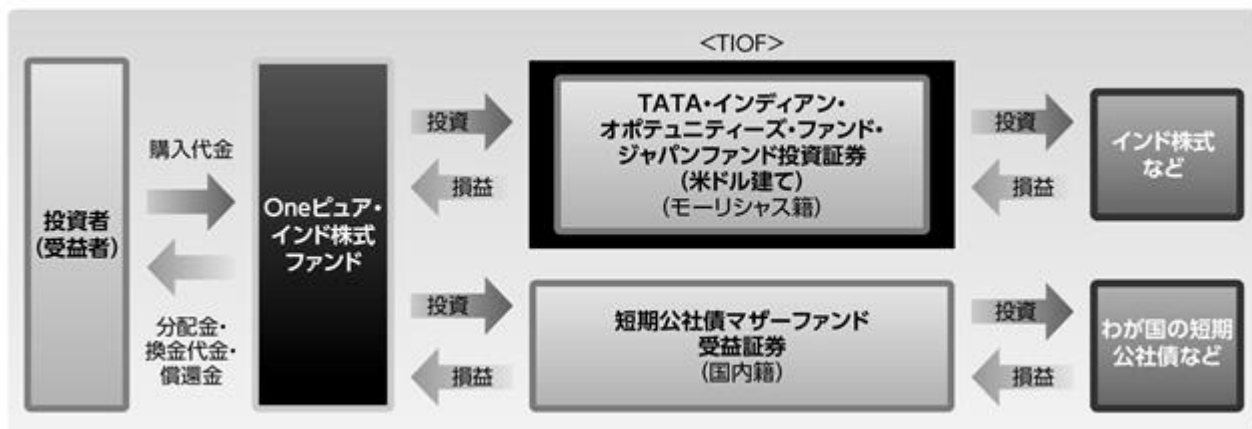 <TIOF>
投資者
(受益者)
購入代金
分配金・
換金代金・
償還金
Oneピュア・
インド株式
ファンド
投資
損益
TATA・インディアン・
オポテュニティーズ・ファンド・
ジャパンファンド投資証券
(米ドル建て)
(モーリシャス籍)
投資
損益
インド株式
など
投資
損益
短期公社債マザーファンド
受益証券
(国内籍)
投資
損益
わが国の短期
公社債など